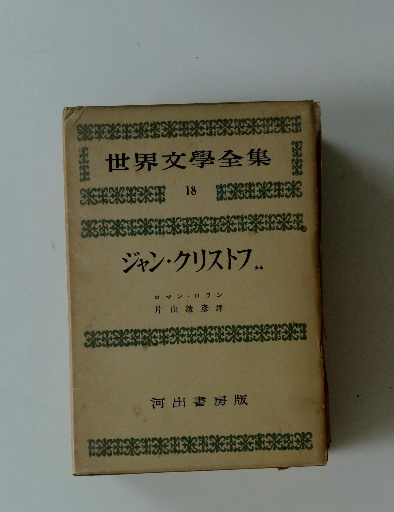 世界文學全集
18
ジャン・クリストフ**
ロマン・ロラン
片山敏彦譯
河出書房版